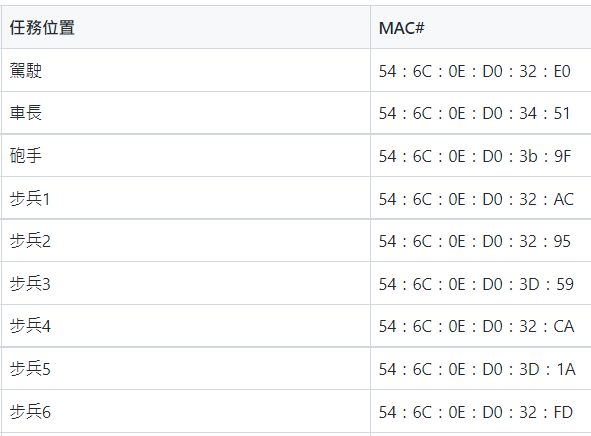 任務位置 MAC#
駕駛 54：6C：0E：D0：32：E0
車長 54：6C：0E：D0：34：51
砲手 54：6C：0E：D0：3b：9F
步兵1 54：6C：0E：D0：32：AC
步兵2 54：6C：0E：D0：32：95
步兵3 54：6C：0E：D0：3D：59
步兵4 54：6C：0E：D0：32：CA
步兵5 54：6C：0E：D0：3D：1A
步兵6 54：6C：0E：D0：32：FD